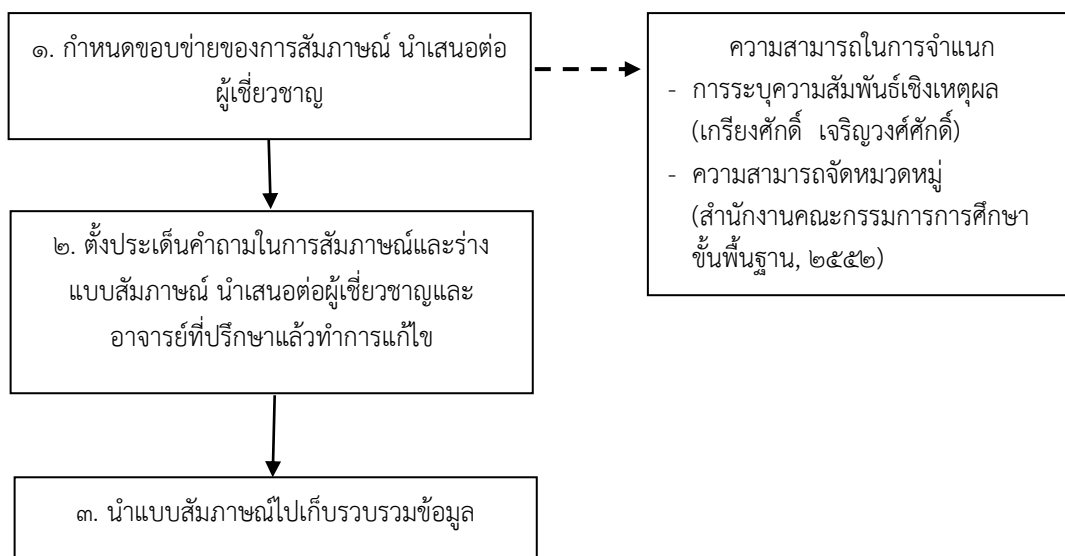 ๑. กำหนดขอบข่ายของการสัมภาษณ์ นำเสนอต่อ
ผู้เชี่ยวชาญ
ความสามารถในการจำแนก
- การระบุความสัมพันธ์เชิงเหตุผล
(เกรียงศักดิ์ เจริญวงศ์ศักดิ์)
- ความสามารถจัดหมวดหมู่
(สำนักงานคณะกรรมการการศึกษา
ขั้นพื้นฐาน, ๒๕๕๒)
๒. ตั้งประเด็นคำถามในการสัมภาษณ์และร่าง
แบบสัมภาษณ์ นำเสนอต่อผู้เชี่ยวชาญและ
อาจารย์ที่ปรึกษาแล้วทำการแก้ไข
๓. นำแบบสัมภาษณ์ไปเก็บรวบรวมข้อมูล